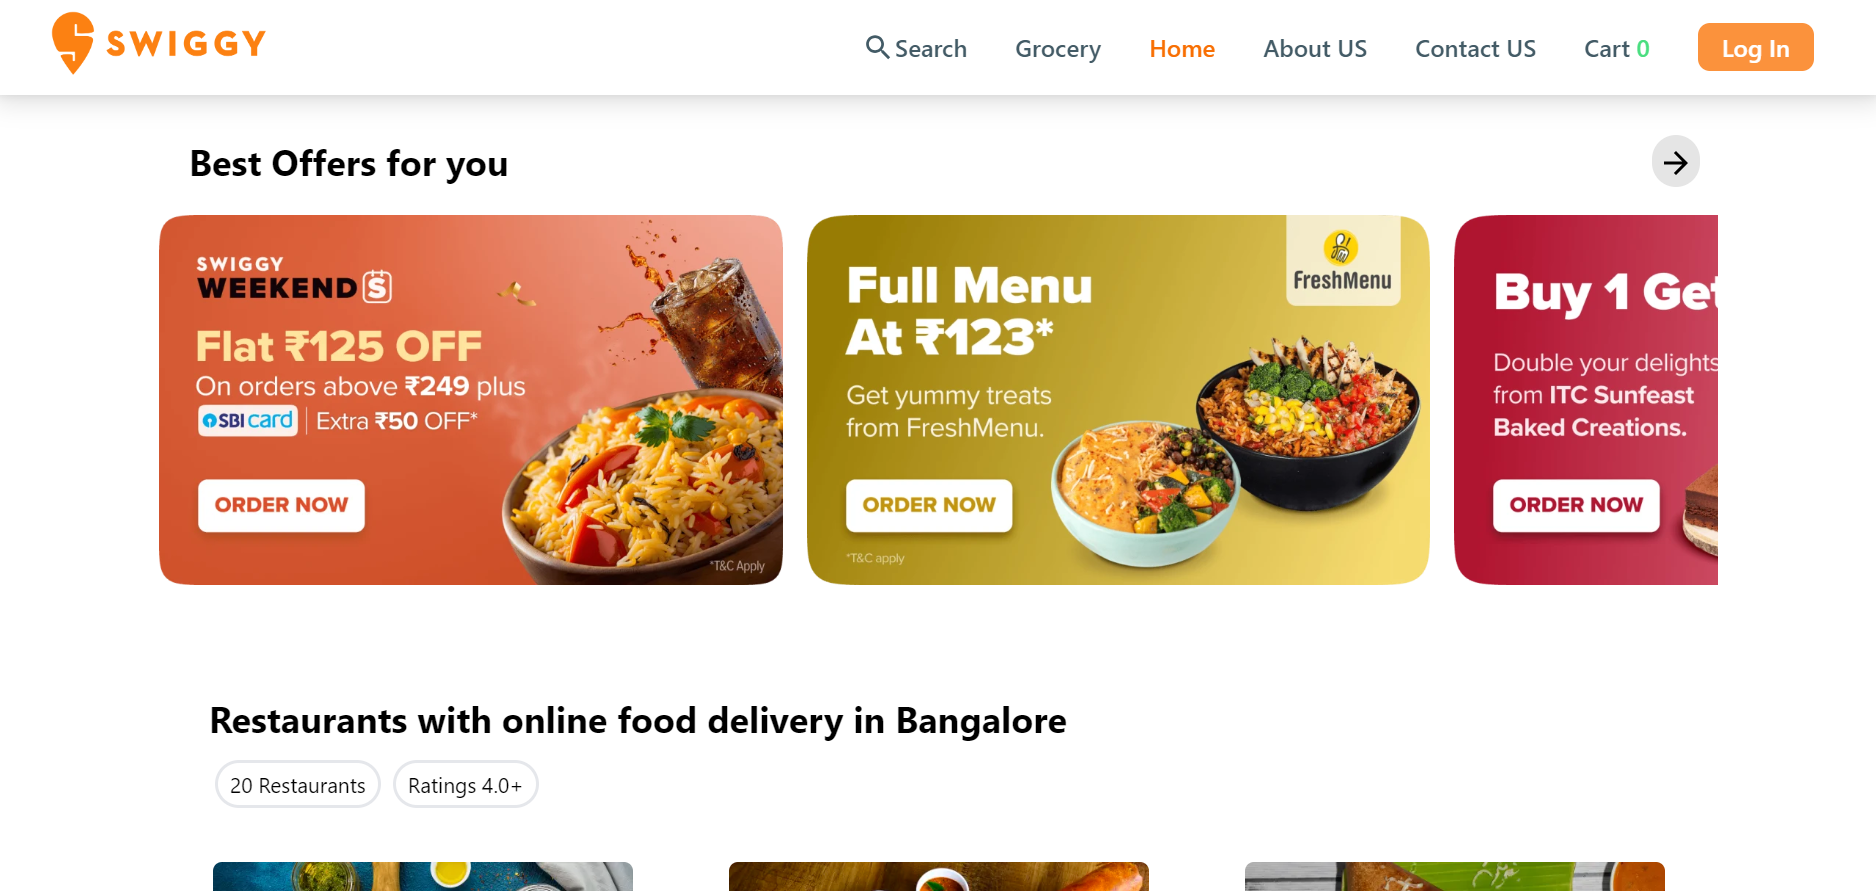 SWIGGY
Search Grocery Home About US Contact US Cart 0 Log In
Best Offers for you
SWIGGY
WEEKEND S
Flat ₹125 OFF
On orders above ₹249 plus
SBI card | Extra ₹50 OFF*
ORDER NOW
*T&C Apply
FreshMenu
Full Menu
At ₹123*
Get yummy treats
from FreshMenu.
ORDER NOW
*T&C apply
Buy 1 Get
Double your delights
from ITC Sunfeast
Baked Creations.
ORDER NOW
Restaurants with online food delivery in Bangalore
20 Restaurants Ratings 4.0+